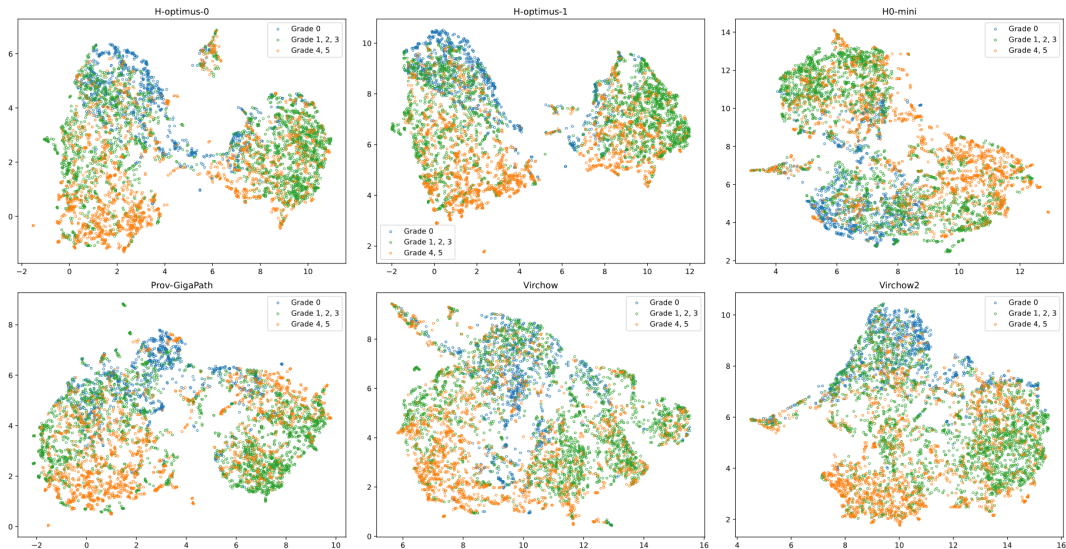 H-optimus-0
Grade 0
Grade 1, 2, 3
Grade 4, 5
6
4
2
0
−2 0 2 4 6 8 10
H-optimus-1
Grade 0
Grade 1, 2, 3
Grade 4, 5
10
8
6
4
2
0 2 4 6 8 10 12
H0-mini
Grade 0
Grade 1, 2, 3
Grade 4, 5
14
12
10
8
6
4
2
4 6 8 10 12
Prov-GigaPath
Grade 0
Grade 1, 2, 3
Grade 4, 5
8
6
4
2
0
−2 0 2 4 6 8 10
Virchow
Grade 0
Grade 1, 2, 3
Grade 4, 5
8
6
4
2
0
6 8 10 12 14 16
Virchow2
Grade 0
Grade 1, 2, 3
Grade 4, 5
10
8
6
4
2
4 6 8 10 12 14 16